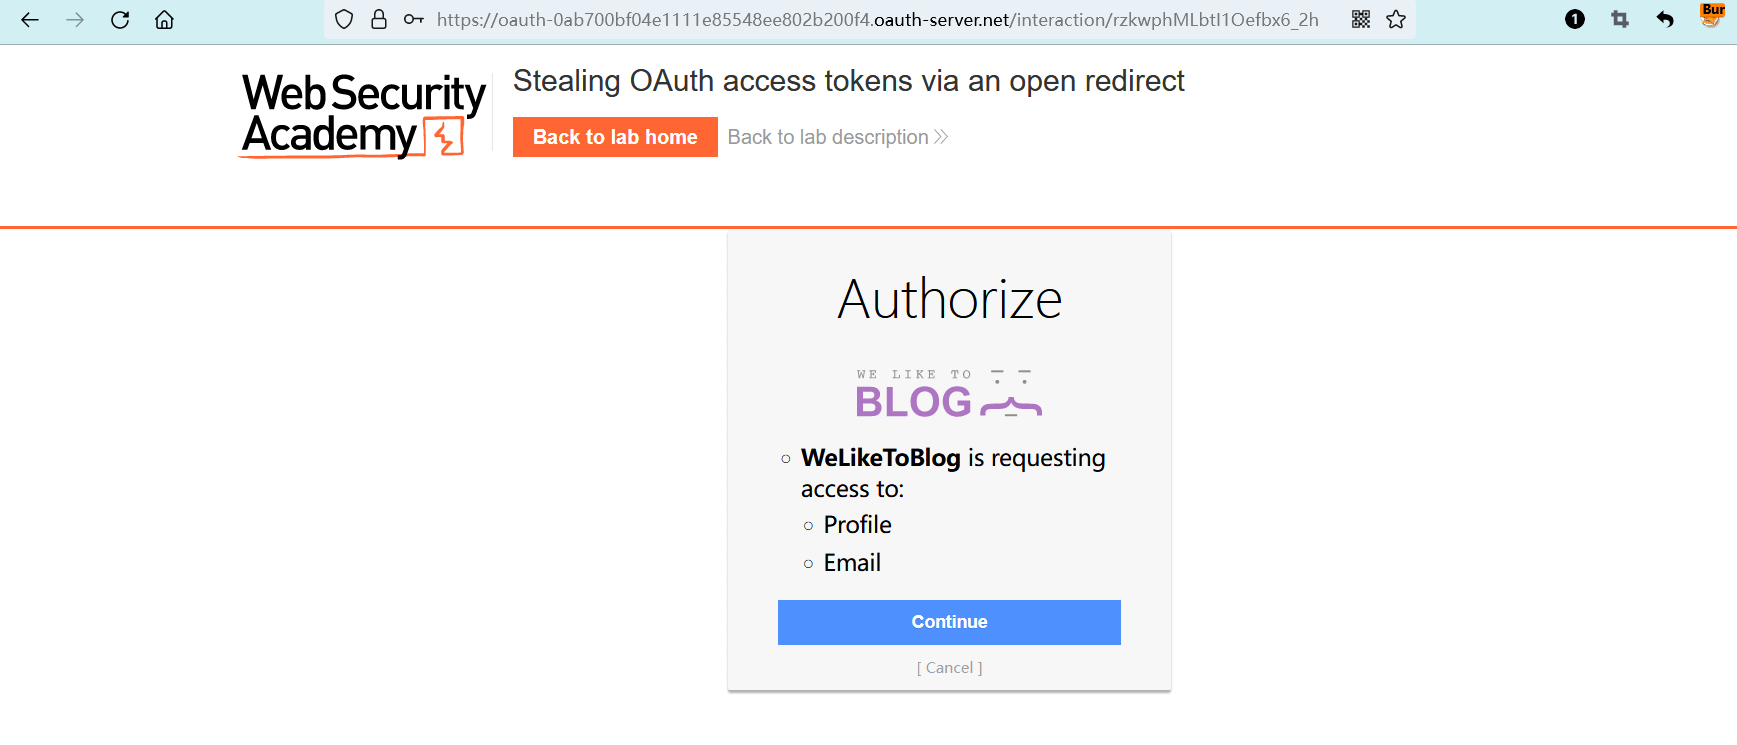 https://oauth-0ab700bf04e1111e85548ee802b200f4.oauth-server.net/interaction/rzkwphMLbtI1Oefbx6_2h
1
Bur
Web Security
Academy
Stealing OAuth access tokens via an open redirect
Back to lab home
Back to lab description
Authorize
WE LIKE TO
BLOG
WeLikeToBlog is requesting
access to:
Profile
Email
Continue
[ Cancel ]